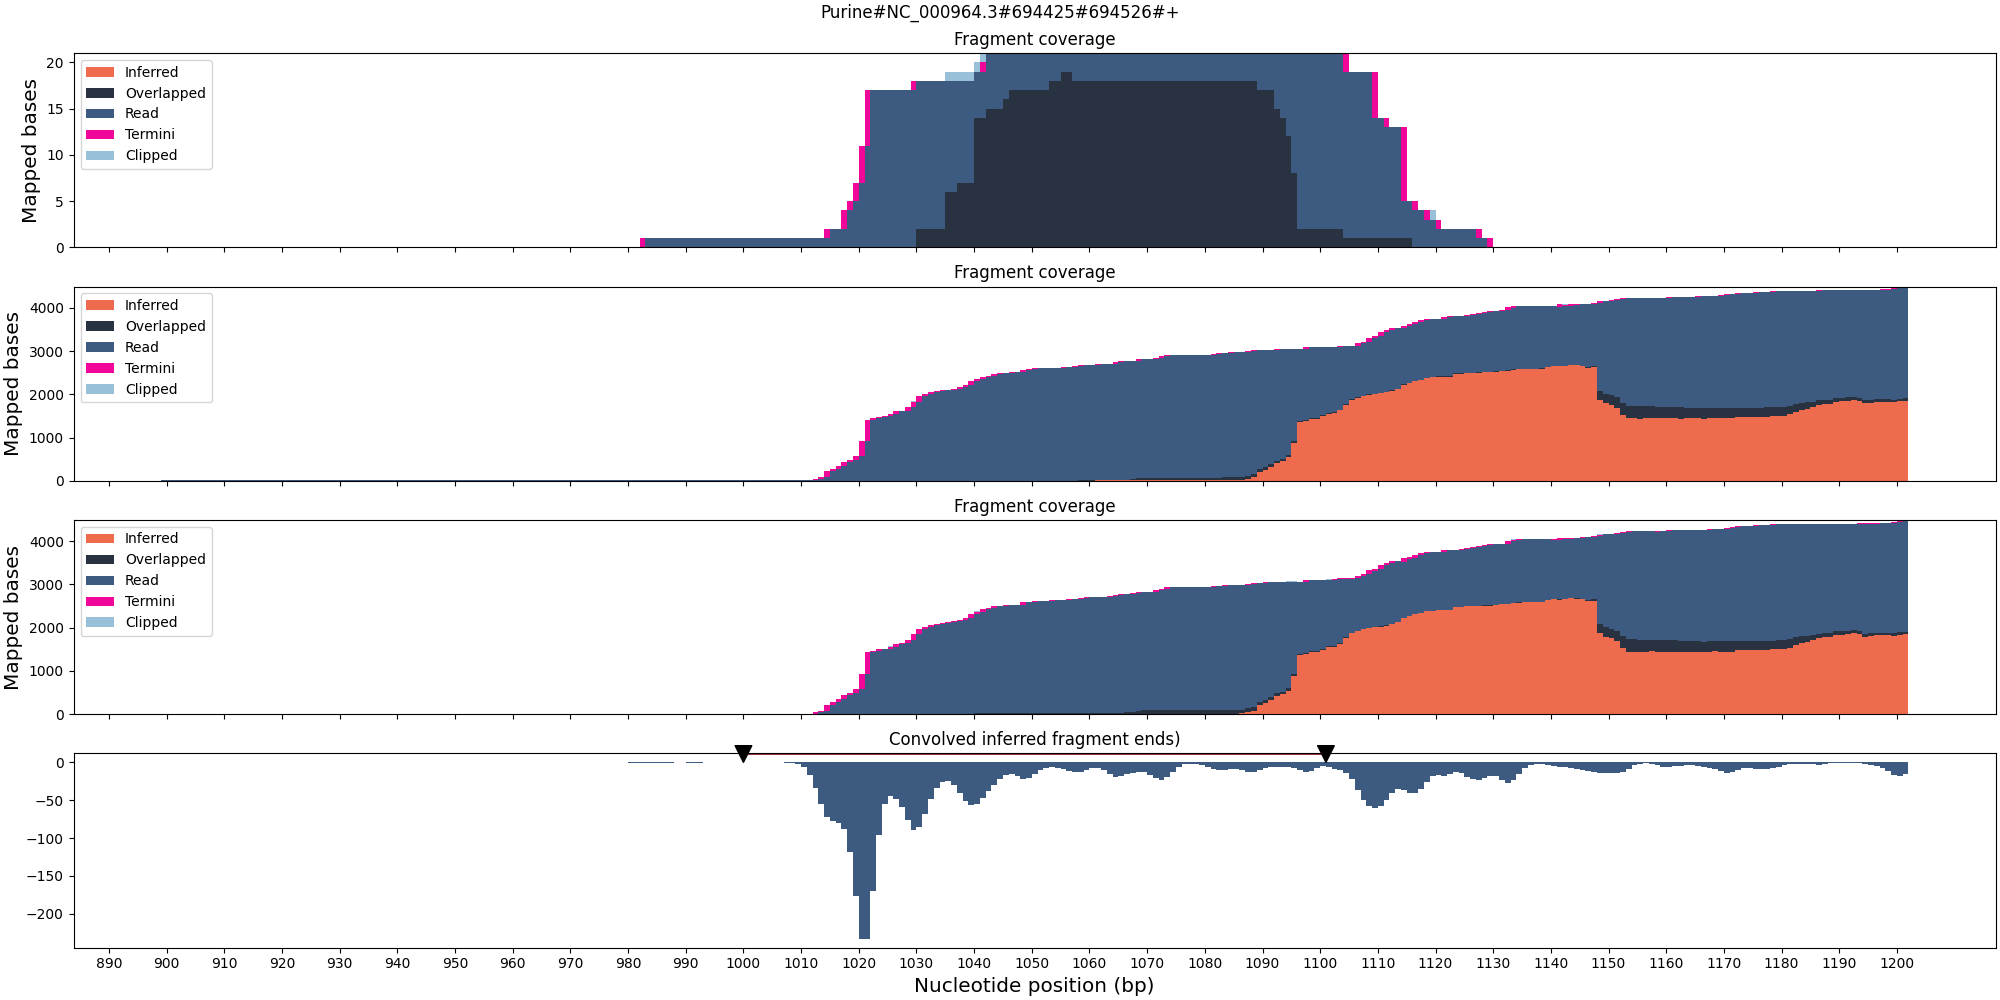 Purine#NC_000964.3#694425#694526#+
Fragment coverage
Mapped bases
20
15
10
5
0
Inferred
Overlapped
Read
Termini
Clipped
Fragment coverage
Mapped bases
4000
3000
2000
1000
0
Inferred
Overlapped
Read
Termini
Clipped
Fragment coverage
Mapped bases
4000
3000
2000
1000
0
Inferred
Overlapped
Read
Termini
Clipped
Convolved inferred fragment ends)
0
−50
−100
−150
−200
890 900 910 920 930 940 950 960 970 980 990 1000 1010 1020 1030 1040 1050 1060 1070 1080 1090 1100 1110 1120 1130 1140 1150 1160 1170 1180 1190 1200
Nucleotide position (bp)